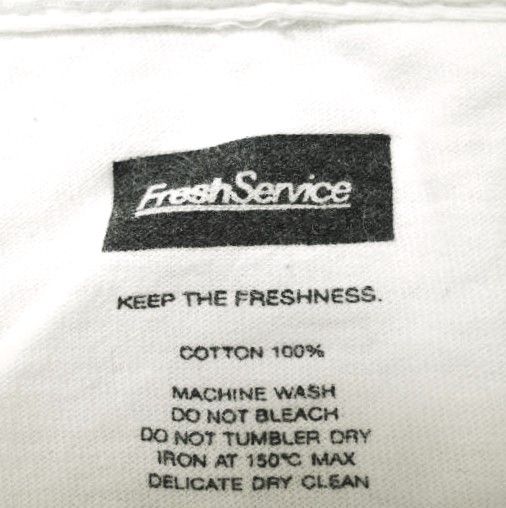 FreshService
KEEP THE FRESHNESS.
COTTON 100%
MACHINE WASH
DO NOT BLEACH
DO NOT TUMBLER DRY
IRON AT 150℃ MAX
DELICATE DRY CLEAN